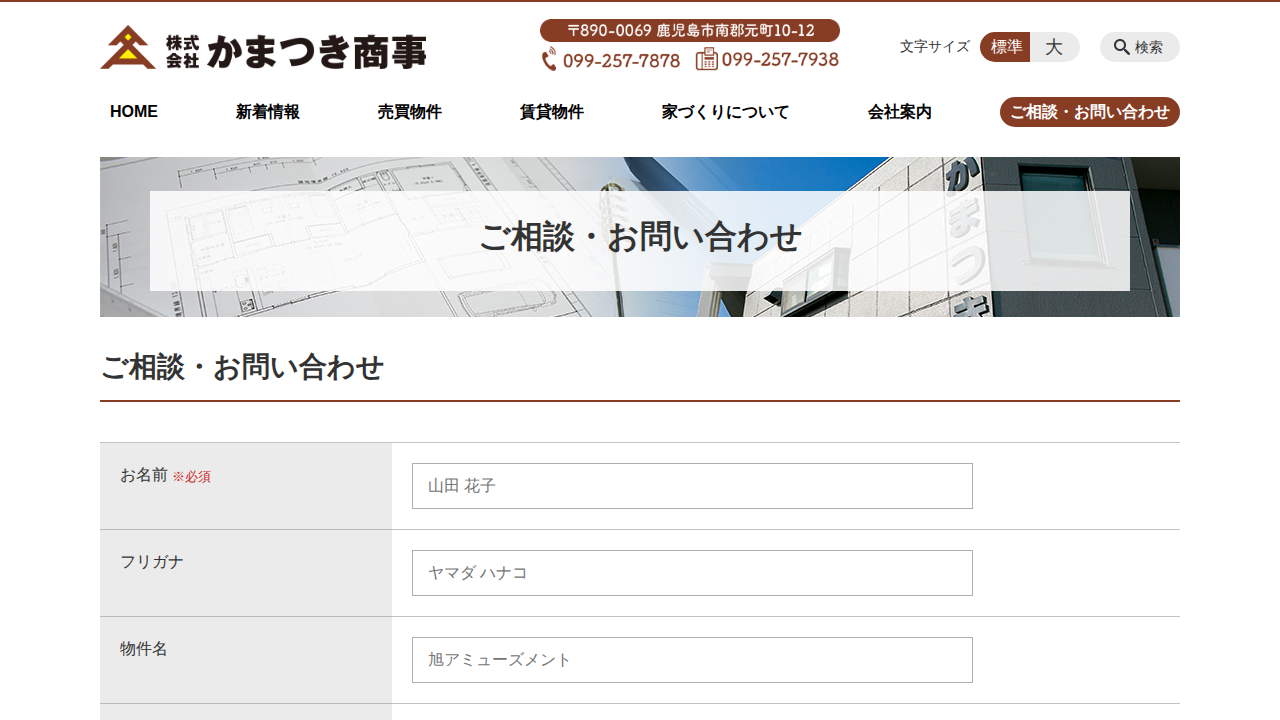 株式会社 かまつき商事
〒890-0069 鹿児島市南郡元町10-12
099-257-7878 099-257-7938
文字サイズ 標準 大 検索
HOME 新着情報 売買物件 賃貸物件 家づくりについて 会社案内 ご相談・お問い合わせ
かまつき
ご相談・お問い合わせ
ご相談・お問い合わせ
お名前 ※必須 山田 花子
フリガナ ヤマダ ハナコ
物件名 旭アミューズメント